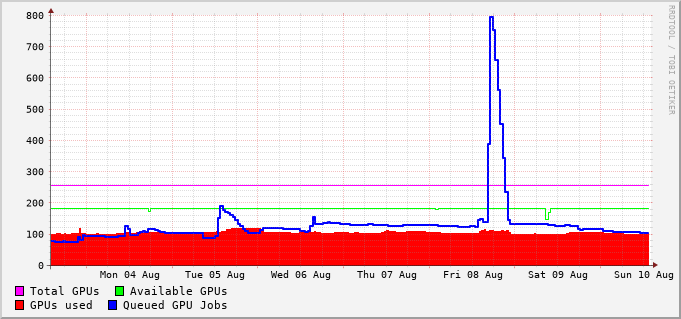 800
700
600
500
400
300
200
100
0
Mon 04 Aug Tue 05 Aug Wed 06 Aug Thu 07 Aug Fri 08 Aug Sat 09 Aug Sun 10 Aug
Total GPUs Available GPUs
GPUs used Queued GPU Jobs
RRDTOOL / TOBI OETIKER